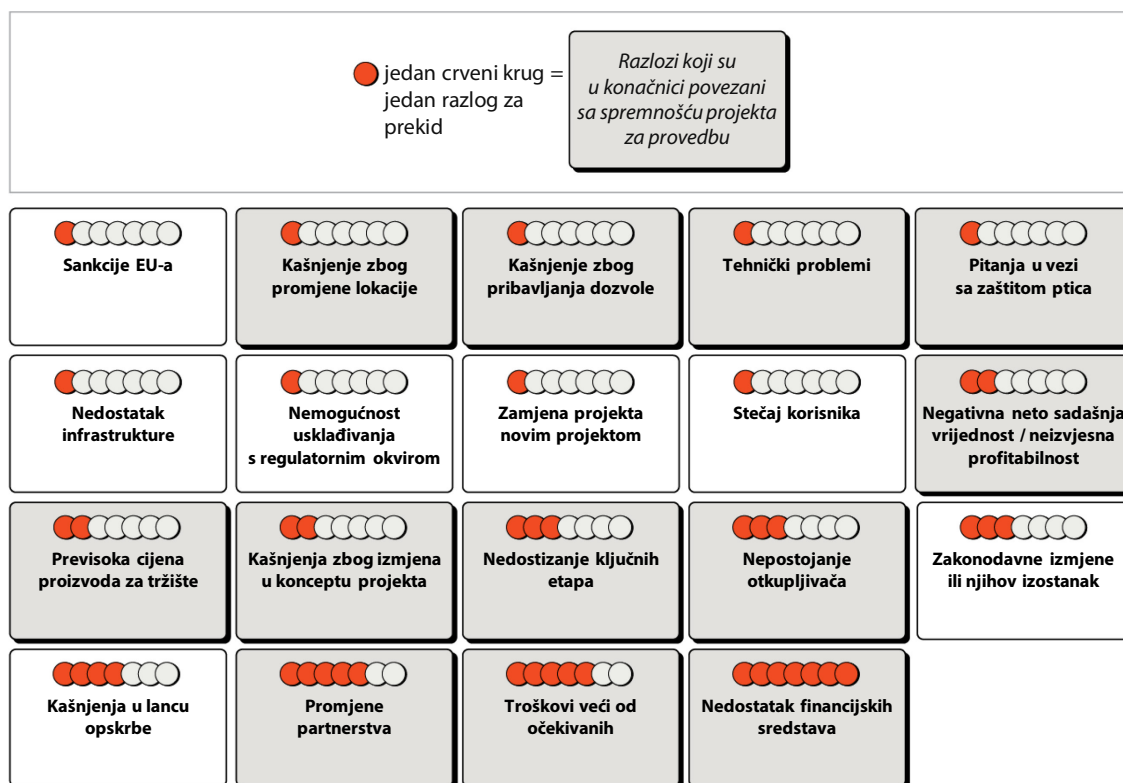 jedan crveni krug =
jedan razlog za
prekid
Razlozi koji su
u konačnici povezani
sa spremnošću projekta
za provedbu
Sankcije EU-a
Kašnjenje zbog
promjene lokacije
Kašnjenje zbog
pribavljanja dozvole
Tehnički problemi
Pitanja u vezi
sa zaštitom ptica
Nedostatak
infrastrukture
Nemogućnost
usklađivanja
s regulatornim okvirom
Zamjena projekta
novim projektom
Stečaj korisnika
Negativna neto sadašnja
vrijednost / neizvjesna
profitabilnost
Previsoka cijena
proizvoda za tržište
Kašnjenja zbog izmjena
u konceptu projekta
Nedostizanje ključnih
etapa
Nepostojanje
otkupljivača
Zakonodavne izmjene
ili njihov izostanak
Kašnjenja u lancu
opskrbe
Promjene
partnerstva
Troškovi veći od
očekivanih
Nedostatak financijskih
sredstava